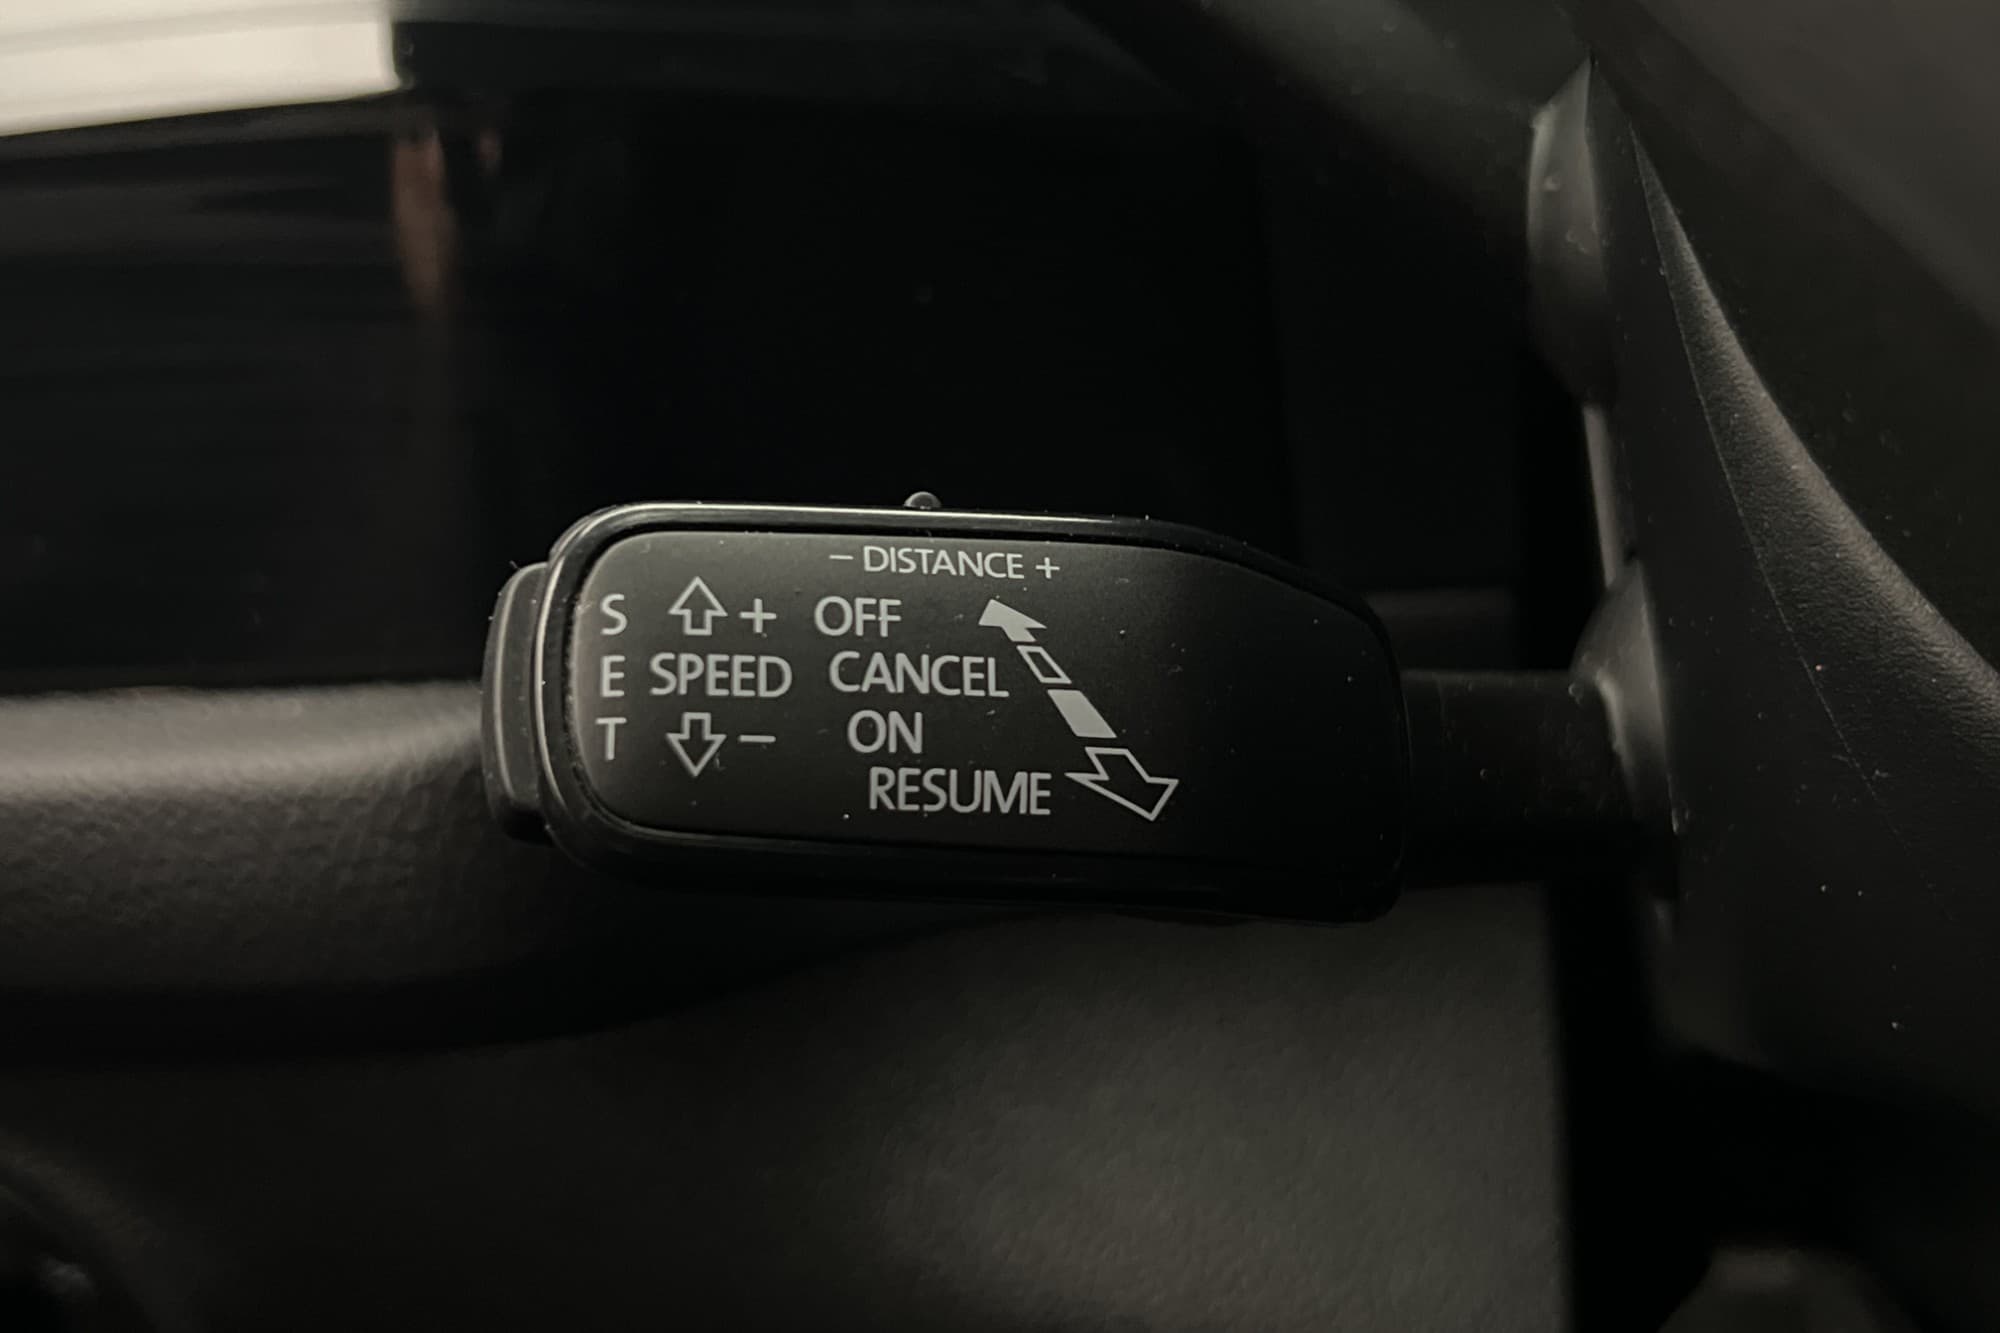 − DISTANCE +
S + OFF
E SPEED CANCEL
T − ON
RESUME